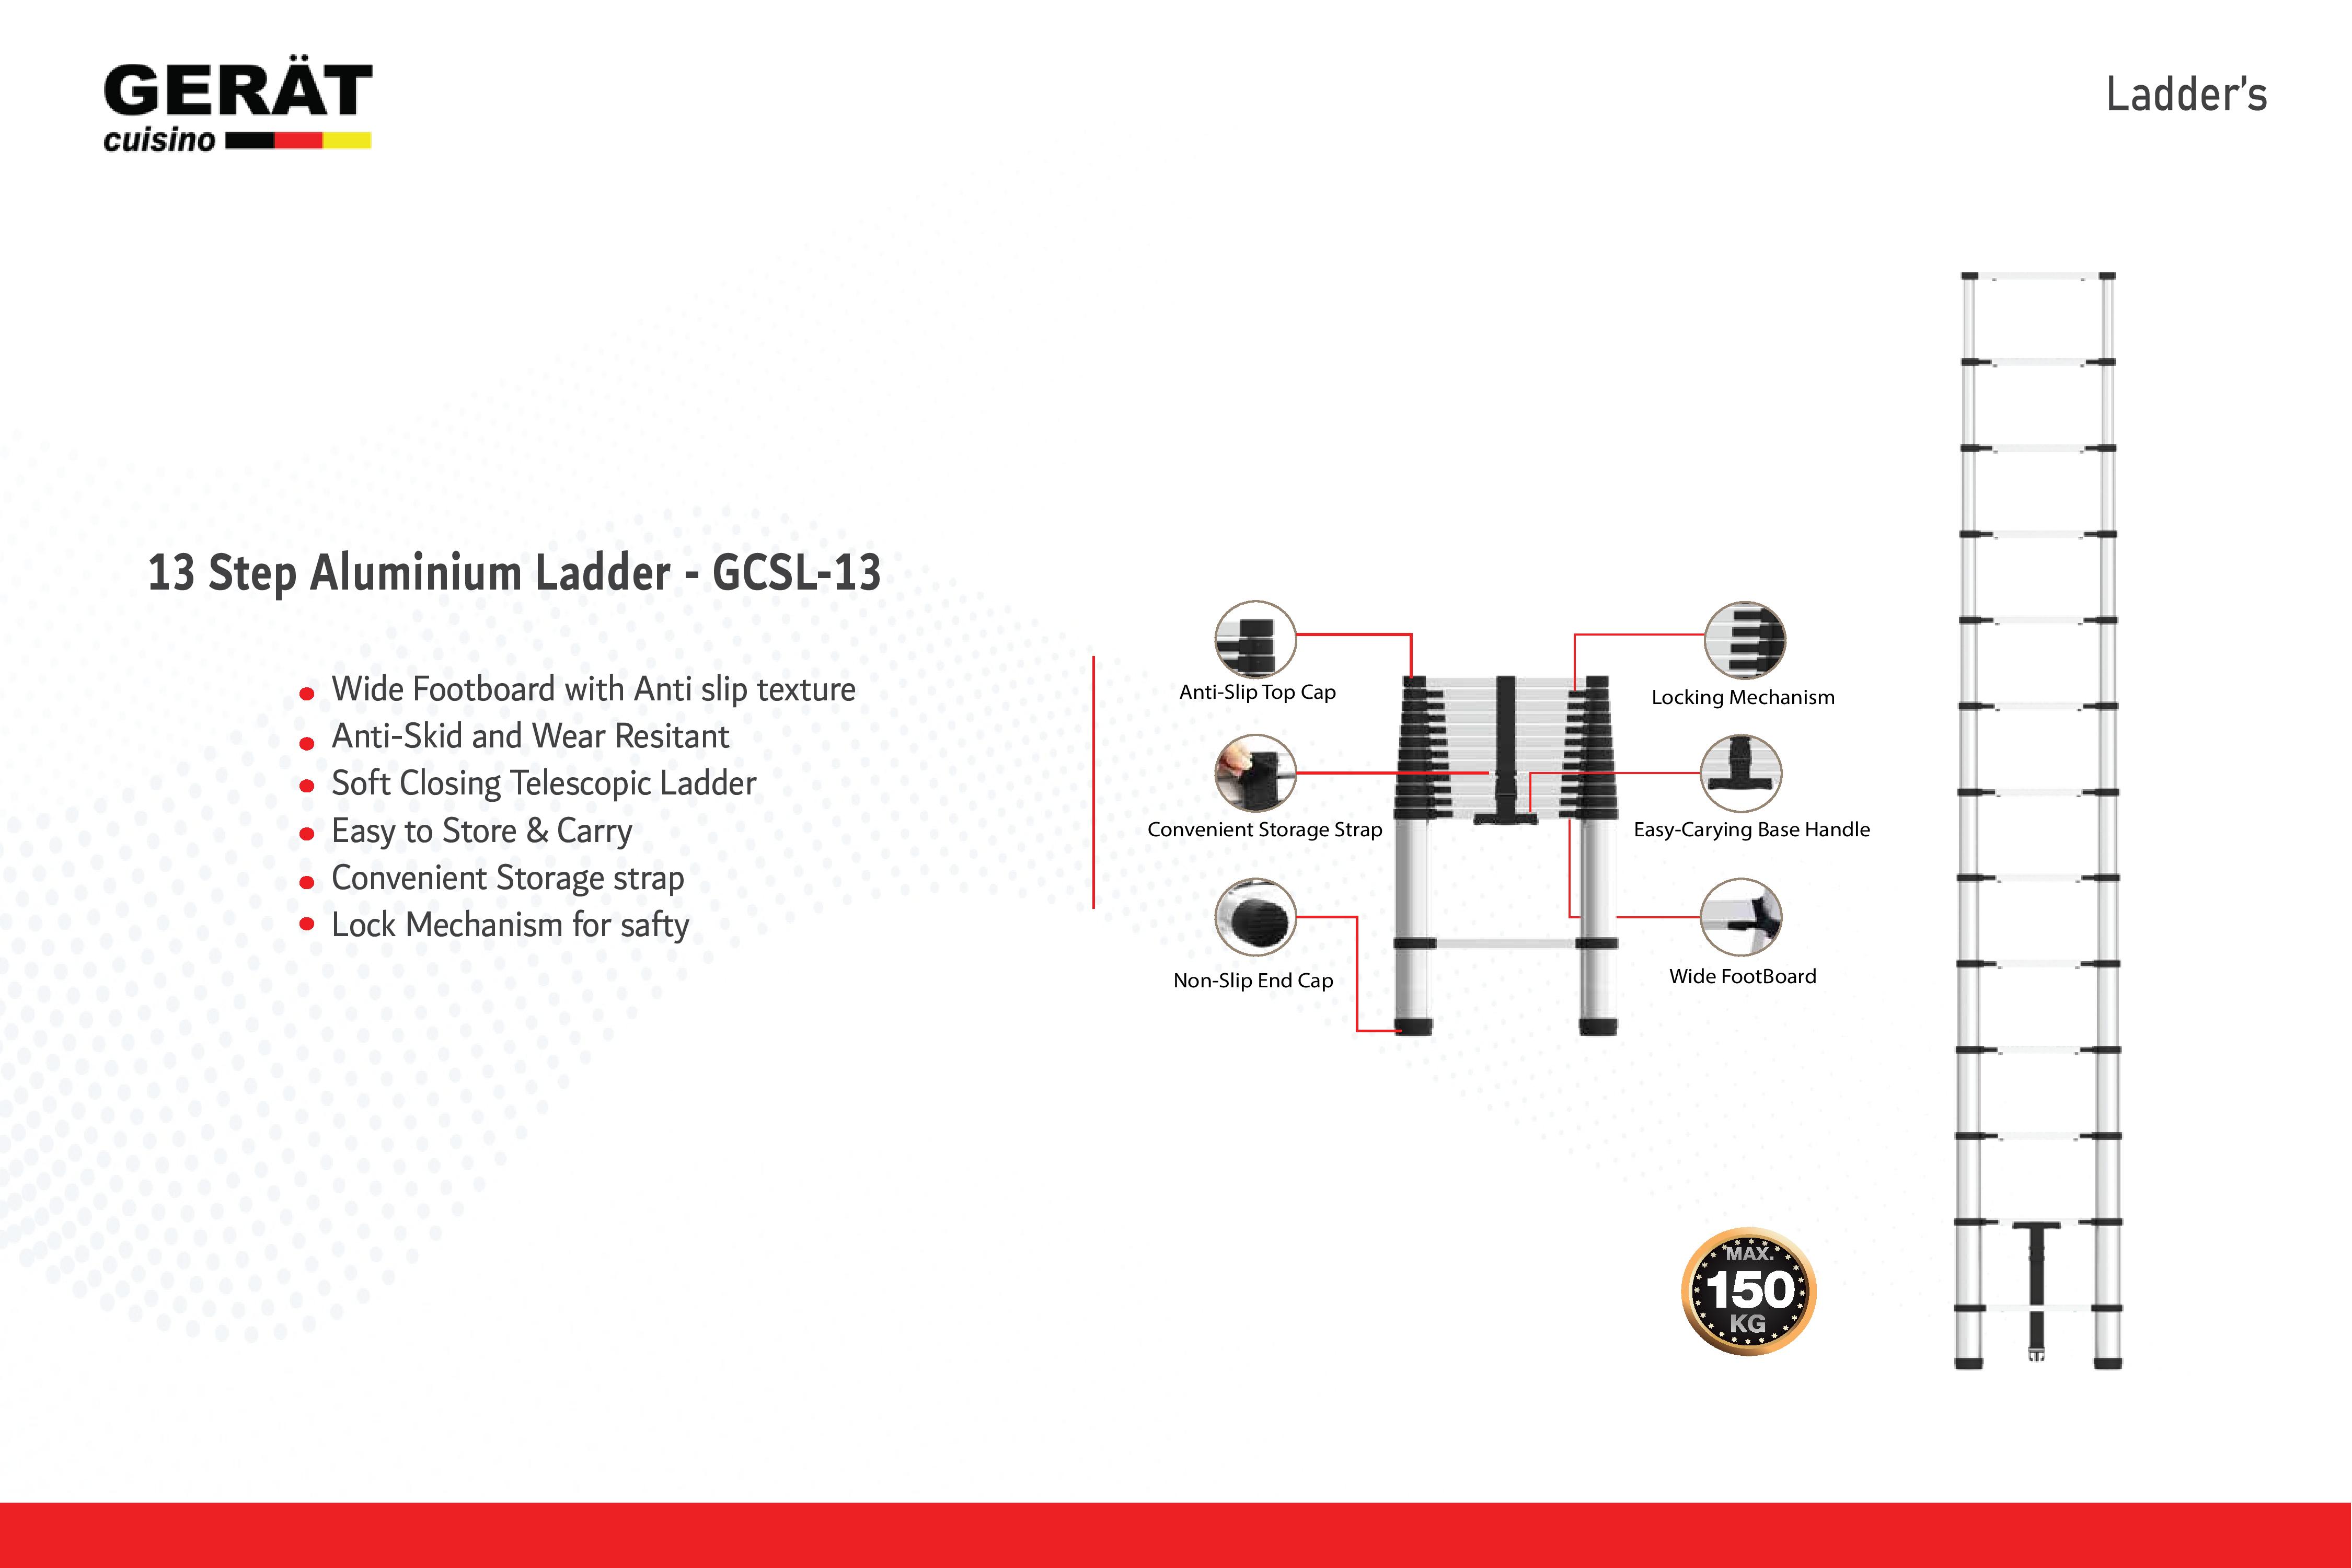 GERÄT
cuisino
Ladder's
13 Step Aluminium Ladder - GCSL-13
Wide Footboard with Anti slip texture
Anti-Skid and Wear Resitant
Soft Closing Telescopic Ladder
Easy to Store & Carry
Convenient Storage strap
Lock Mechanism for safty
Anti-Slip Top Cap
Locking Mechanism
Convenient Storage Strap
Easy-Carying Base Handle
Non-Slip End Cap
Wide FootBoard
MAX.
150
KG